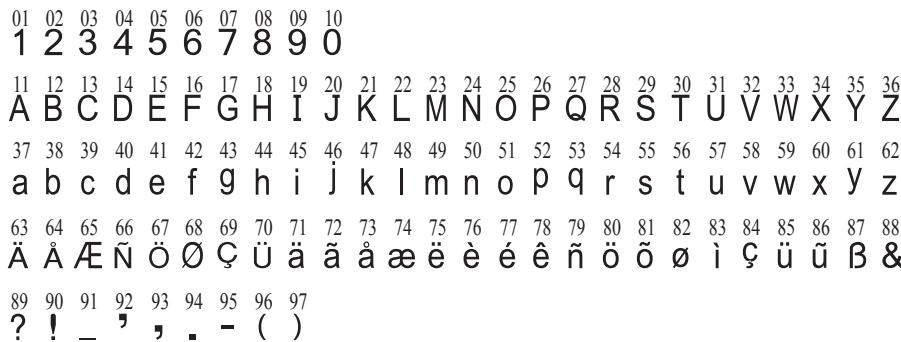 01 02 03 04 05 06 07 08 09 10
1 2 3 4 5 6 7 8 9 0
11 12 13 14 15 16 17 18 19 20 21 22 23 24 25 26 27 28 29 30 31 32 33 34 35 36
A B C D E F G H I J K L M N O P Q R S T U V W X Y Z
37 38 39 40 41 42 43 44 45 46 47 48 49 50 51 52 53 54 55 56 57 58 59 60 61 62
a b c d e f g h i j k l m n o p q r s t u v w x y z
63 64 65 66 67 68 69 70 71 72 73 74 75 76 77 78 79 80 81 82 83 84 85 86 87 88
Ä Å Æ Ñ Ö Ø Ç Ü ä ã å æ ë è é ê ñ ö õ ø ì ç ü ũ ß &
89 90 91 92 93 94 95 96 97
? ! _ ’ , . - ( )